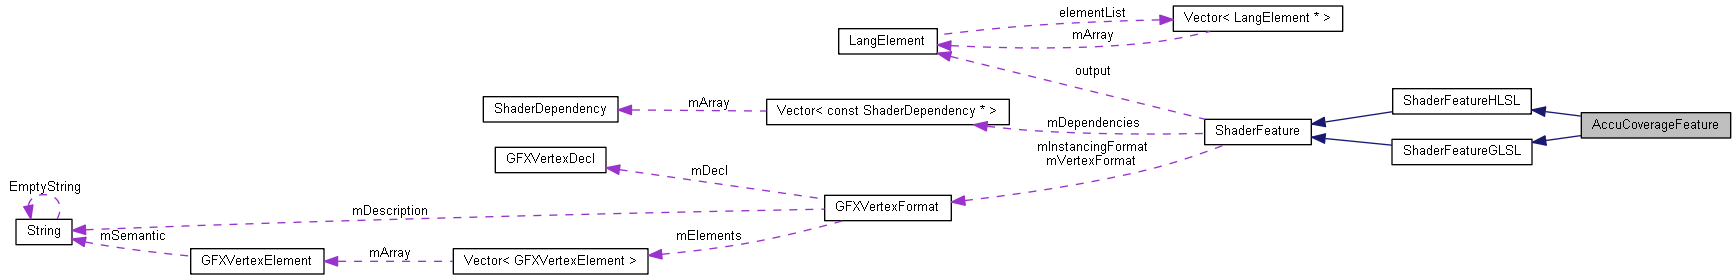 elementList
Vector< LangElement * >
mArray
LangElement
output
ShaderFeatureHLSL
ShaderDependency
mArray
Vector< const ShaderDependency * >
mDependencies
ShaderFeature
AccuCoverageFeature
mInstancingFormat
mVertexFormat
ShaderFeatureGLSL
GFXVertexDecl
mDecl
EmptyString
mDescription
GFXVertexFormat
String
mSemantic
mElements
GFXVertexElement
mArray
Vector< GFXVertexElement >